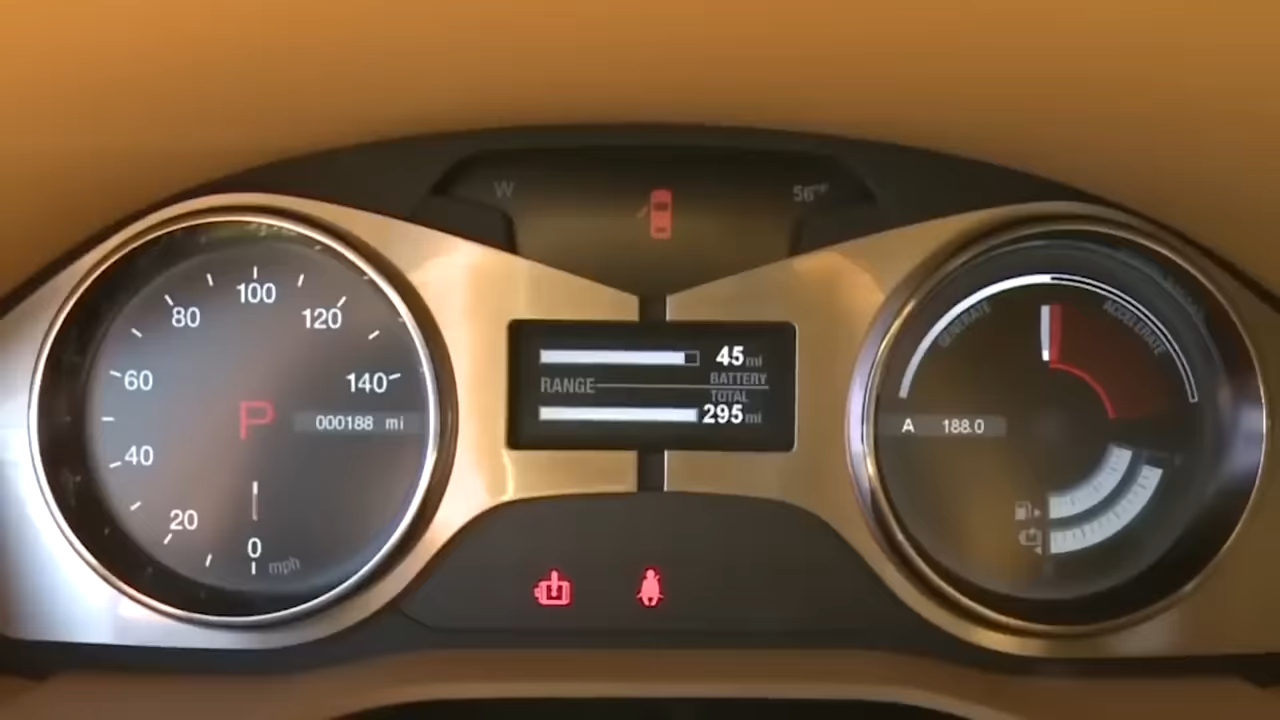 W 56°F
100
80 120
60 140
P
000188 mi
40
20
0 mph
45 mi
RANGE BATTERY
TOTAL
295 mi
GENERATE ACCELERATE
A 188.0